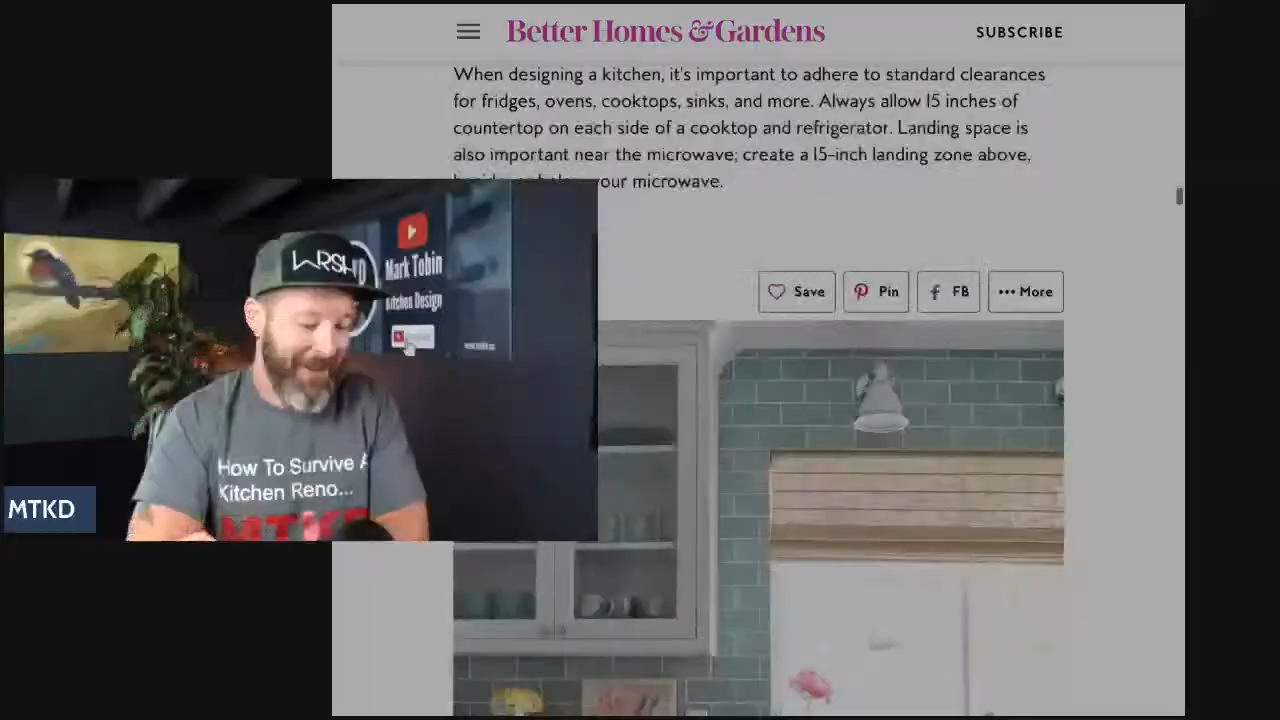 Better Homes & Gardens
SUBSCRIBE
When designing a kitchen, it's important to adhere to standard clearances
for fridges, ovens, cooktops, sinks, and more. Always allow 15 inches of
countertop on each side of a cooktop and refrigerator. Landing space is
also important near the microwave; create a 15-inch landing zone above,
your microwave.
Save
Pin
FB
More
Mark Tobin
Kitchen Design
How To Survive A
Kitchen Reno...
MTKD
MTKD